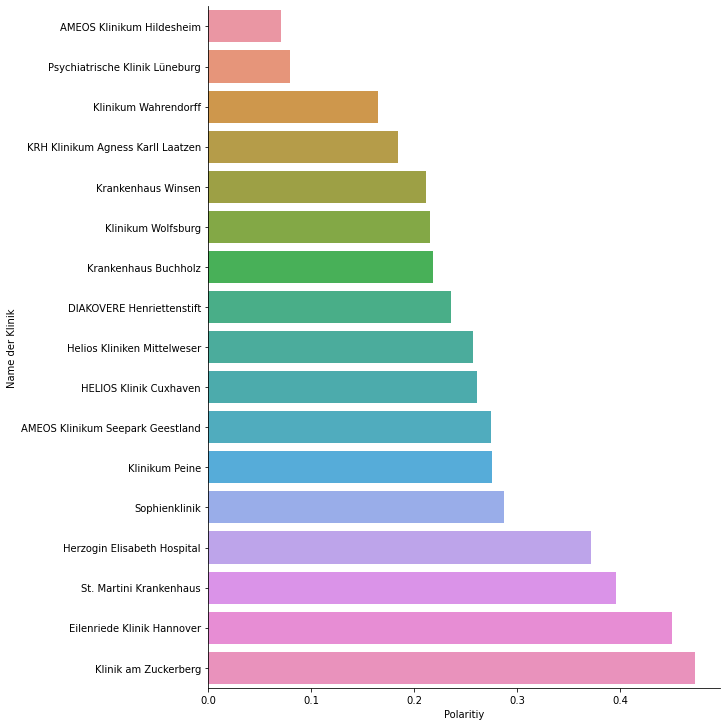 AMEOS Klinikum Hildesheim
Psychiatrische Klinik Lüneburg
Klinikum Wahrendorff
KRH Klinikum Agness Karll Laatzen
Krankenhaus Winsen
Klinikum Wolfsburg
Krankenhaus Buchholz
DIAKOVERE Henriettenstift
Helios Kliniken Mittelweser
HELIOS Klinik Cuxhaven
AMEOS Klinikum Seepark Geestland
Klinikum Peine
Sophienklinik
Herzogin Elisabeth Hospital
St. Martini Krankenhaus
Eilenriede Klinik Hannover
Klinik am Zuckerberg
Name der Klinik
0.0 0.1 0.2 0.3 0.4
Polaritiy